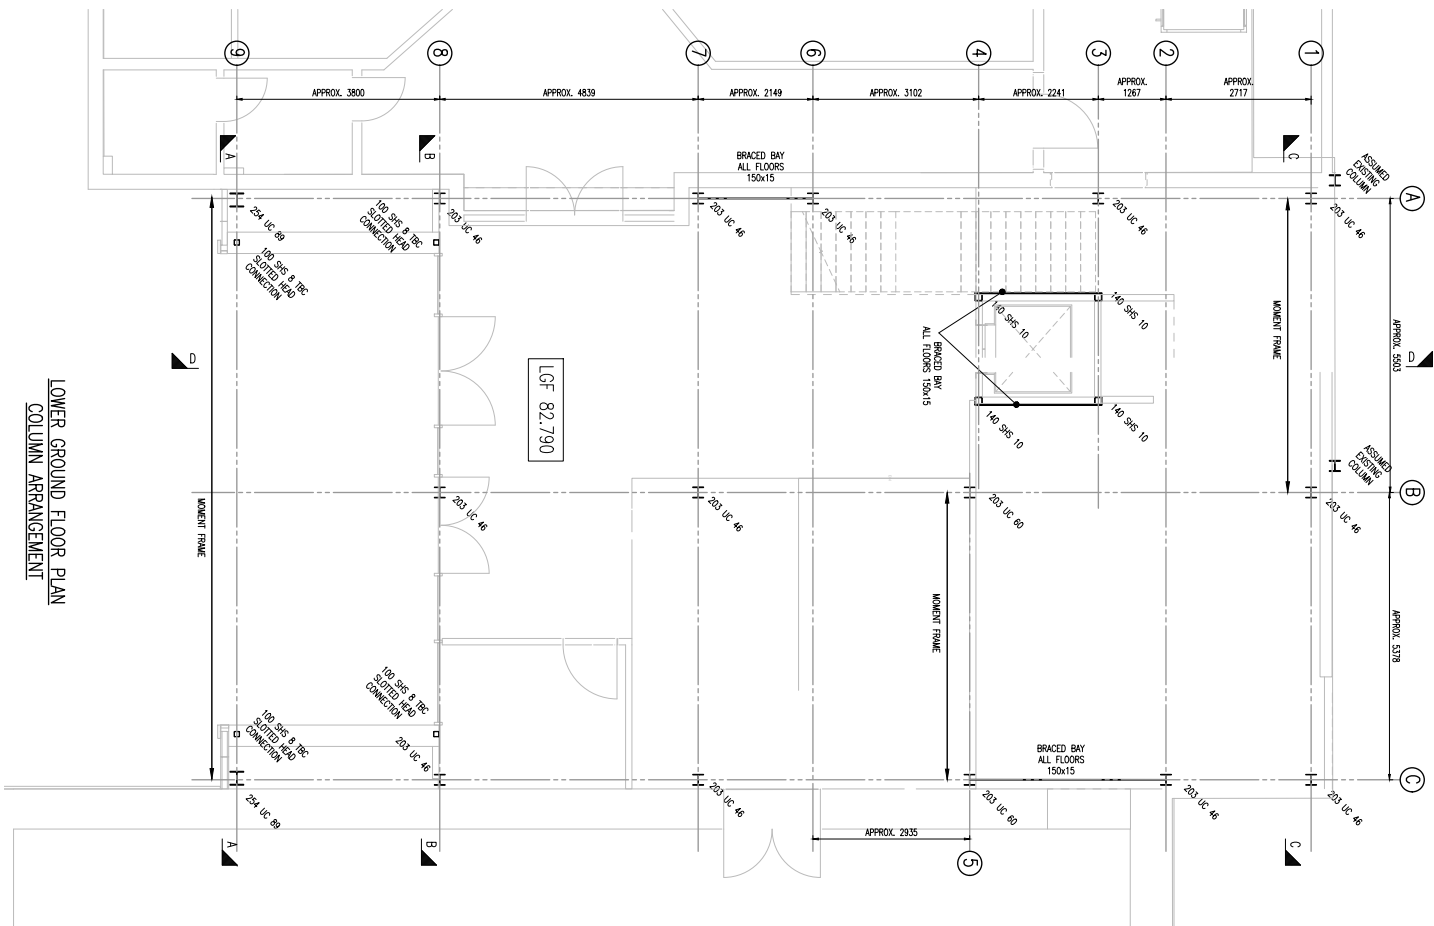 9
8
7
6
4
3
2
1
APPROX. 3800
APPROX. 4839
APPROX. 2149
APPROX. 3102
APPROX. 2241
APPROX.
1267
APPROX.
2717
A
B
C
BRACED BAY
ALL FLOORS
150x15
ASSUMED
EXISTING
COLUMN
A
254 UC 89
100 SHS 8 TBC
SLOTTED HEAD
CONNECTION
203 UC 46
203 UC 46
203 UC 46
203 UC 46
203 UC 46
100 SHS 8 TBC
SLOTTED HEAD
CONNECTION
140 SHS 10
140 SHS 10
MOMENT FRAME
APPROX. 5503
D
D
BRACED BAY
ALL FLOORS 150x15
LGF 82.790
140 SHS 10
140 SHS 10
ASSUMED
EXISTING
COLUMN
B
MOMENT FRAME
203 UC 46
203 UC 46
203 UC 60
203 UC 46
MOMENT FRAME
APPROX. 5378
LOWER GROUND FLOOR PLAN
COLUMN ARRANGEMENT
100 SHS 8 TBC
SLOTTED HEAD
CONNECTION
100 SHS 8 TBC
SLOTTED HEAD
CONNECTION
203 UC 46
BRACED BAY
ALL FLOORS
150x15
C
254 UC 89
203 UC 46
203 UC 60
203 UC 46
203 UC 46
APPROX. 2935
A
B
C
5